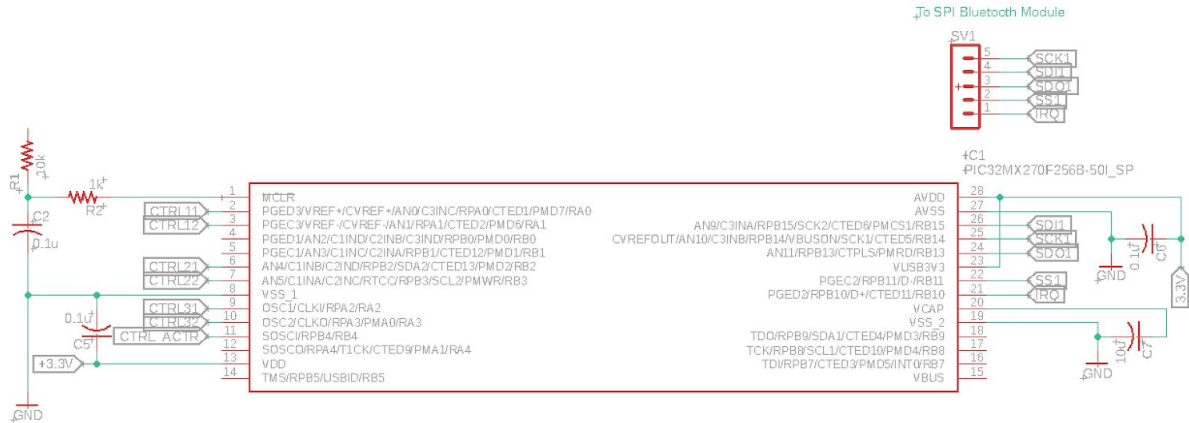 To SPI Bluetooth Module
SV1
5 SCK1
4 SDI1
3 SDO1
2 SS1
1 IRQ
IC1
PIC32MX270F256B-50I_SP
R1
10k
1k
R2
C2
0.1u
1 MCLR
CTRL11 2 PGED3/VREF+/CVREF+/AN0/C3INC/RPA0/CTED1/PMD7/RA0
CTRL12 3 PGEC3/VREF-/CVREF-/AN1/RPA1/CTED2/PMD6/RA1
4 PGED1/AN2/C1IND/C2INB/C3IND/RPB0/PMD0/RB0
5 PGEC1/AN3/C1INC/C2INA/RPB1/CTED12/PMD1/RB1
CTRL21 6 AN4/C1INB/C2IND/RPB2/SDA2/CTED13/PMD2/RB2
CTRL22 7 AN5/C1INA/C2INC/RTCC/RPB3/SCL2/PMWR/RB3
8 VSS_1
CTRL31 9 OSC1/CLKI/RPA2/RA2
CTRL32 10 OSC2/CLKO/RPA3/PMA0/RA3
CTRL_ACTR 11 SOSCI/RPB4/RB4
12 SOSCO/RPA4/T1CK/CTED9/PMA1/RA4
+3.3V 13 VDD
14 TMS/RPB5/USBID/RB5
0.1u
C5
GND
AVDD 28
AVSS 27
AN9/C3INA/RPB15/SCK2/CTED6/PMCS1/RB15 26 SDI1
CVREFOUT/AN10/C3INB/RPB14/VBUSON/SCK1/CTED5/RB14 25 SCK1
AN11/RPB13/CTPLS/PMRD/RB13 24 SDO1
VUSB3V3 23
PGEC2/RPB11/D-/RB11 22 SS1
PGED2/RPB10/D+/CTED11/RB10 21 IRQ
VCAP 20
VSS_2 19
TDO/RPB9/SDA1/CTED4/PMD3/RB9 18
TCK/RPB8/SCL1/CTED10/PMD4/RB8 17
TDI/RPB7/CTED3/PMD5/INT0/RB7 16
VBUS 15
0.1u
C6
GND
3.3V
10u
C7
GND